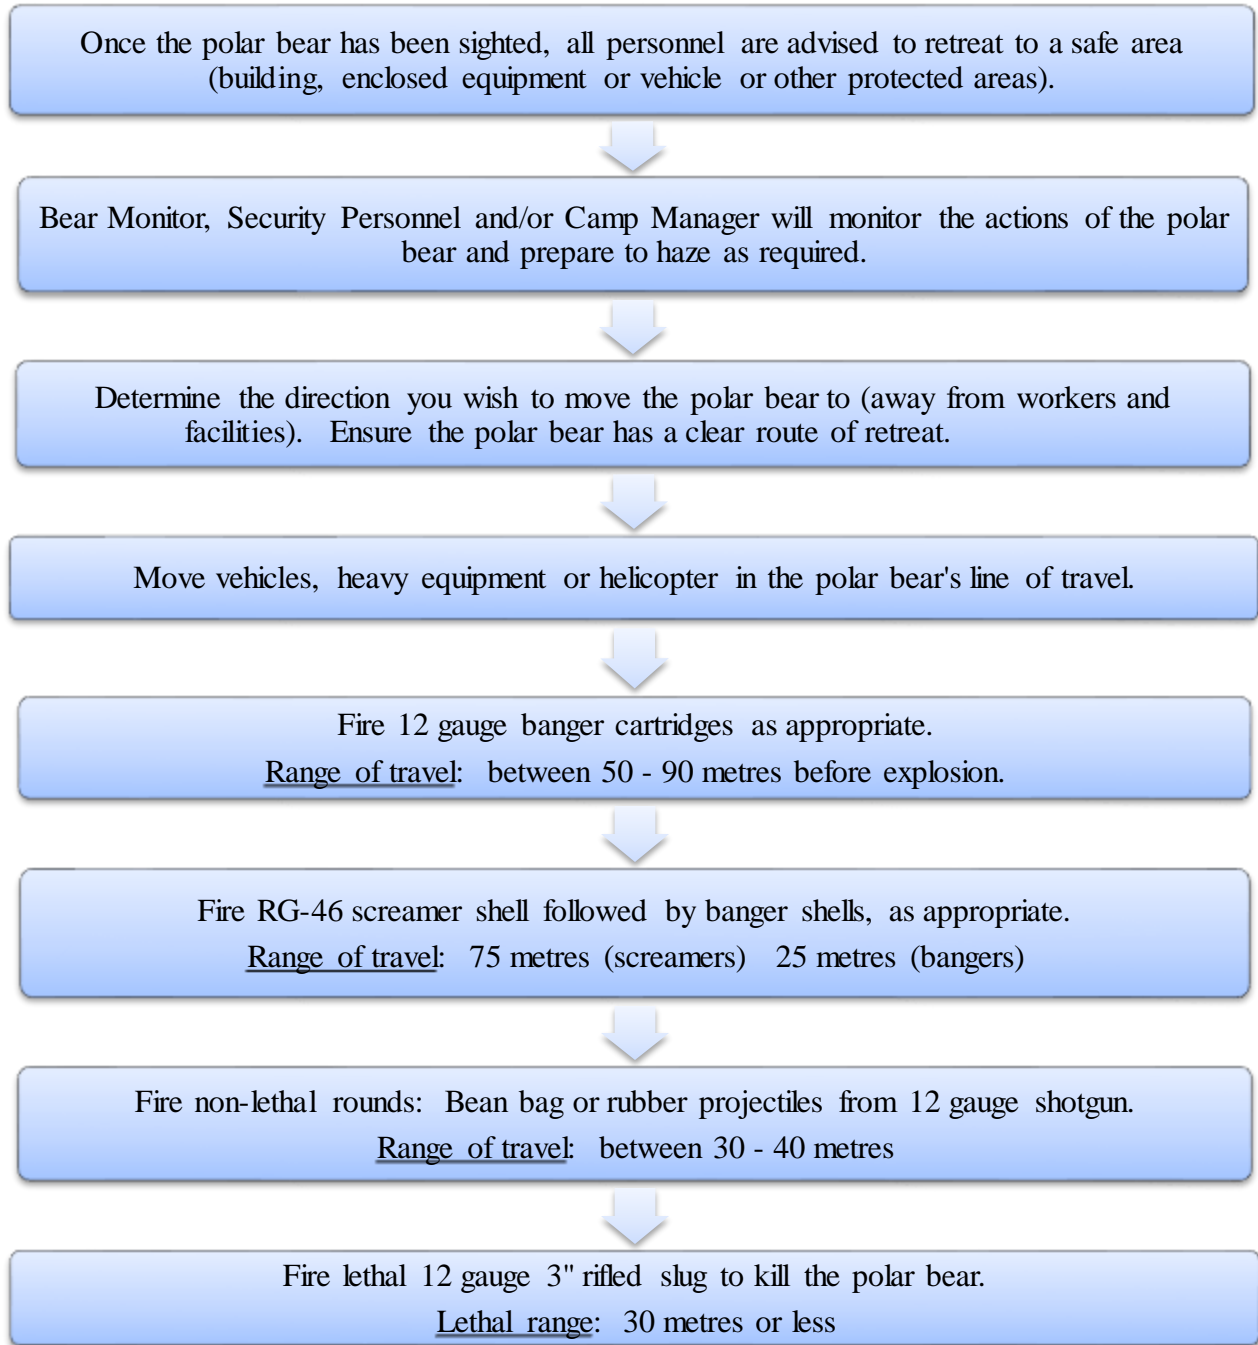 Once the polar bear has been sighted, all personnel are advised to retreat to a safe area
(building, enclosed equipment or vehicle or other protected areas).
Bear Monitor, Security Personnel and/or Camp Manager will monitor the actions of the polar
bear and prepare to haze as required.
Determine the direction you wish to move the polar bear to (away from workers and
facilities). Ensure the polar bear has a clear route of retreat.
Move vehicles, heavy equipment or helicopter in the polar bear's line of travel.
Fire 12 gauge banger cartridges as appropriate.
Range of travel: between 50 - 90 metres before explosion.
Fire RG-46 screamer shell followed by banger shells, as appropriate.
Range of travel: 75 metres (screamers) 25 metres (bangers)
Fire non-lethal rounds: Bean bag or rubber projectiles from 12 gauge shotgun.
Range of travel: between 30 - 40 metres
Fire lethal 12 gauge 3" rifled slug to kill the polar bear.
Lethal range: 30 metres or less